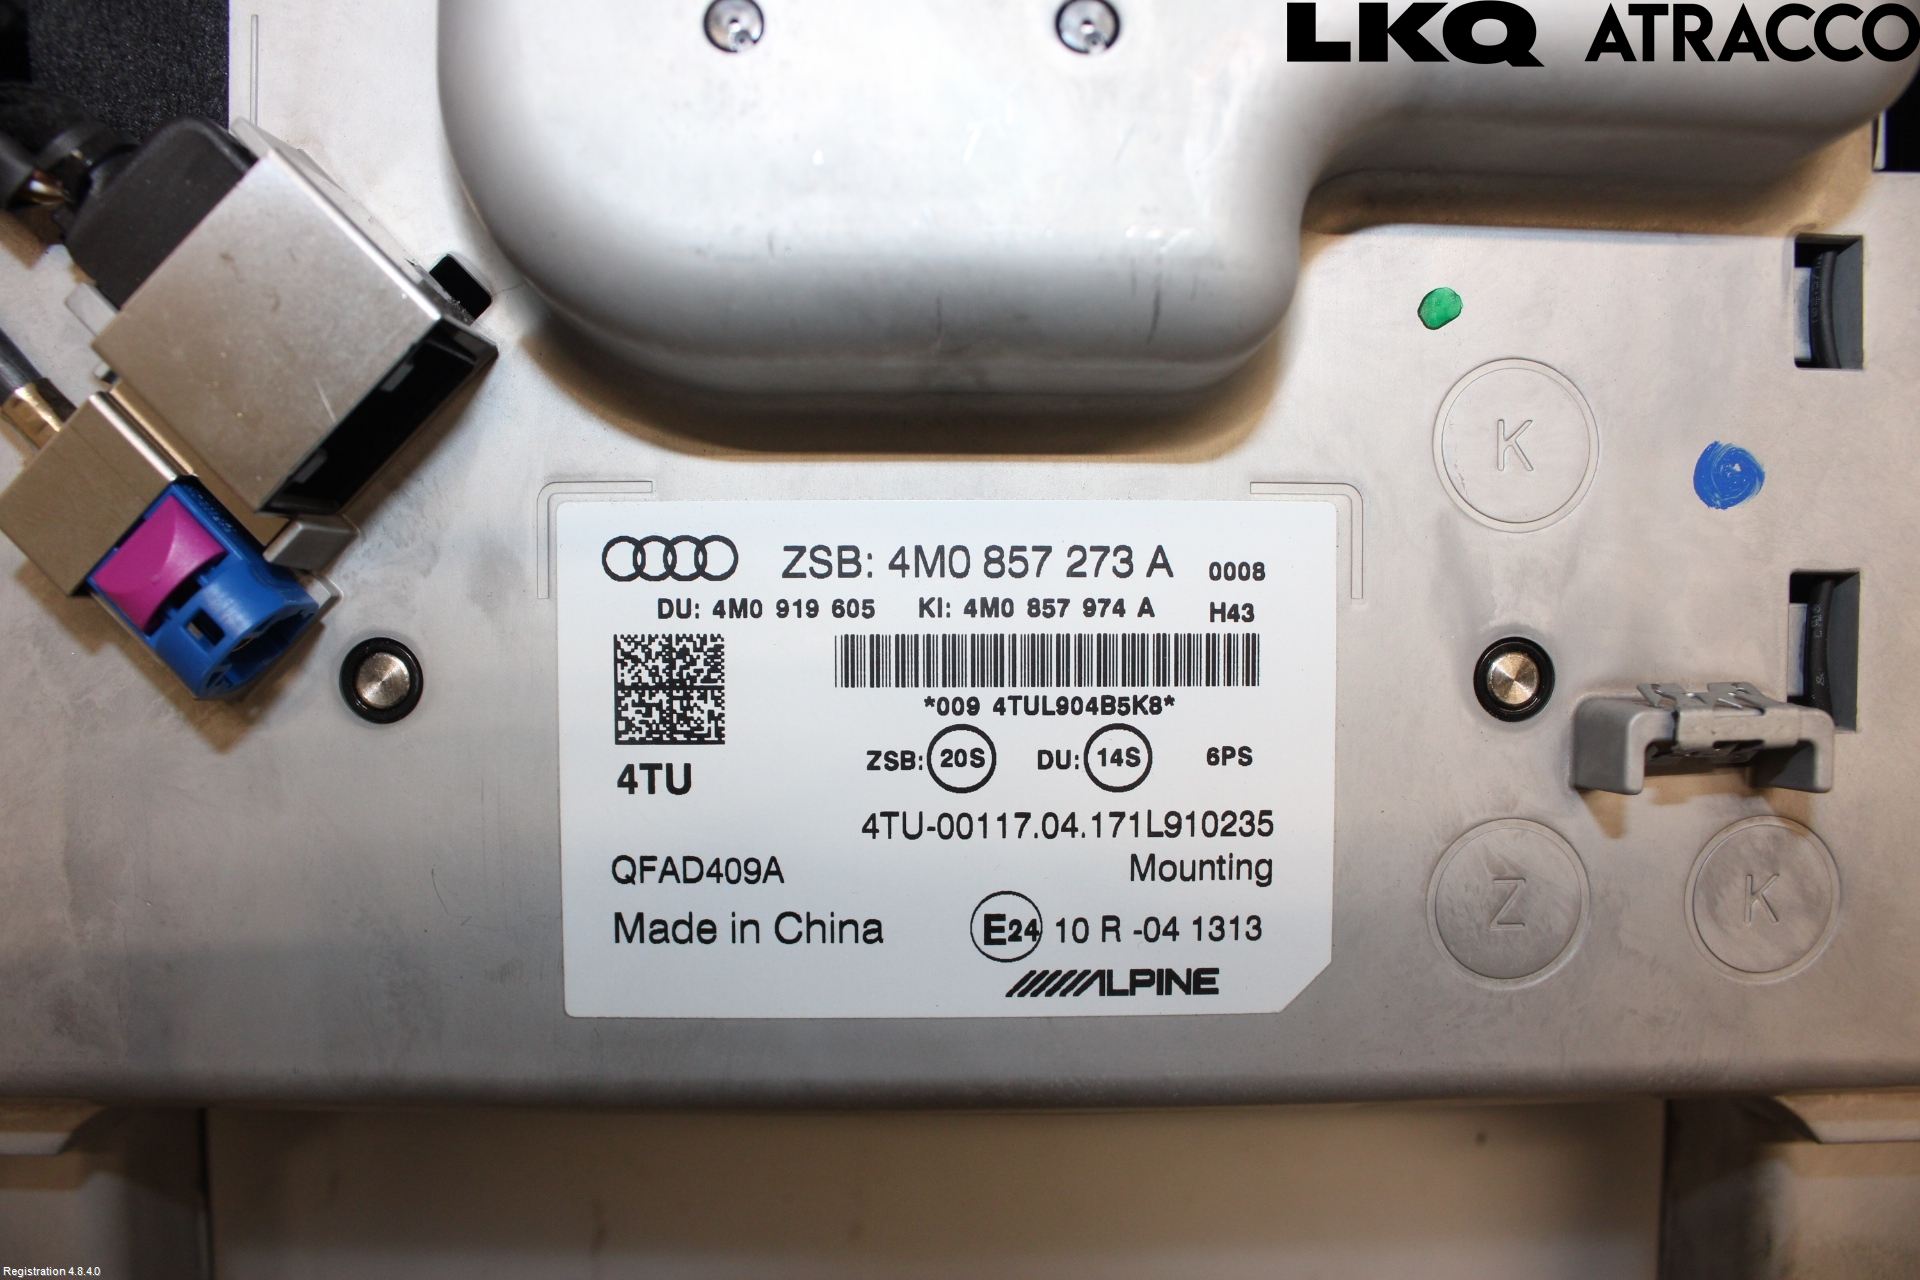 LKQ ATRACCO
K
ZSB: 4M0 857 273 A 0008
DU: 4M0 919 605 KI: 4M0 857 974 A H43
*009 4TUL904B5K8*
4TU
ZSB: 20S DU: 14S 6PS
4TU-00117.04.171L910235
QFAD409A Mounting
Made in China E24 10 R -04 1313
ALPINE
Z K
Registration 4.8.4.0